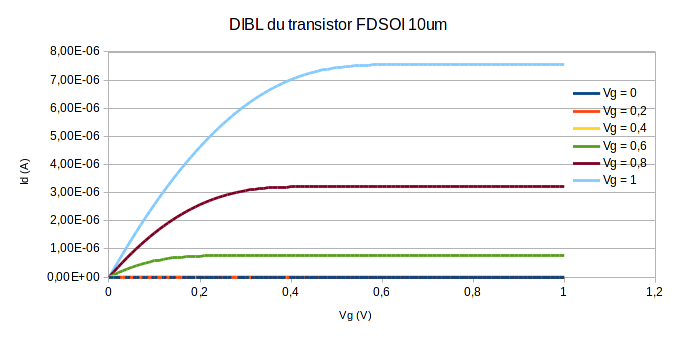 DIBL du transistor FDSOI 10um
8,00E-06
7,00E-06
6,00E-06
5,00E-06
4,00E-06
3,00E-06
2,00E-06
1,00E-06
0,00E+00
Id (A)
0
0,2
0,4
0,6
0,8
1
1,2
Vg (V)
Vg = 0
Vg = 0,2
Vg = 0,4
Vg = 0,6
Vg = 0,8
Vg = 1